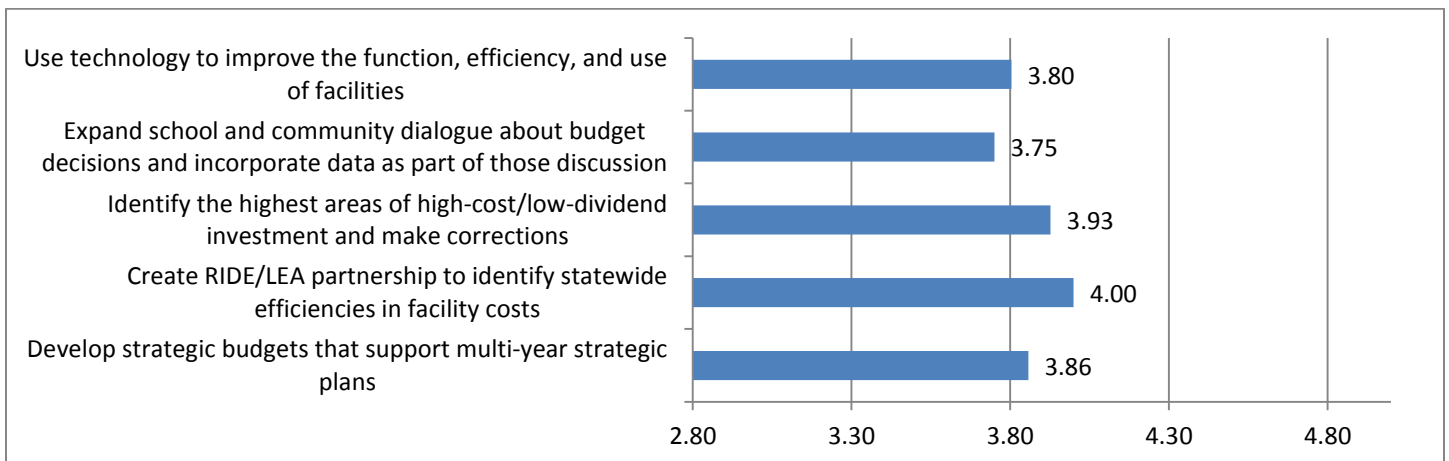 Use technology to improve the function, efficiency, and use
of facilities
3.80
Expand school and community dialogue about budget
decisions and incorporate data as part of those discussion
3.75
Identify the highest areas of high-cost/low-dividend
investment and make corrections
3.93
Create RIDE/LEA partnership to identify statewide
efficiencies in facility costs
4.00
Develop strategic budgets that support multi-year strategic
plans
3.86
2.80 3.30 3.80 4.30 4.80